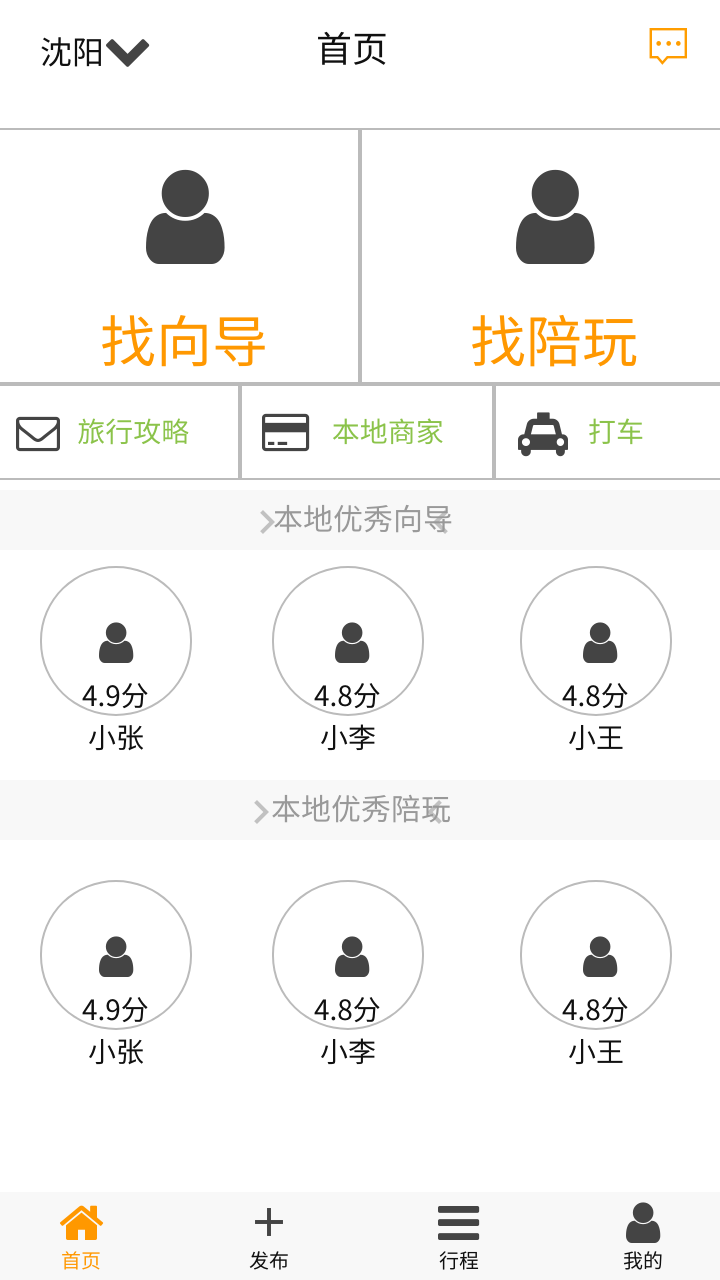 沈阳
首页
找向导
找陪玩
旅行攻略
本地商家
打车
本地优秀向导
4.9分
4.8分
4.8分
小张
小李
小王
本地优秀陪玩
4.9分
4.8分
4.8分
小张
小李
小王
首页
发布
行程
我的